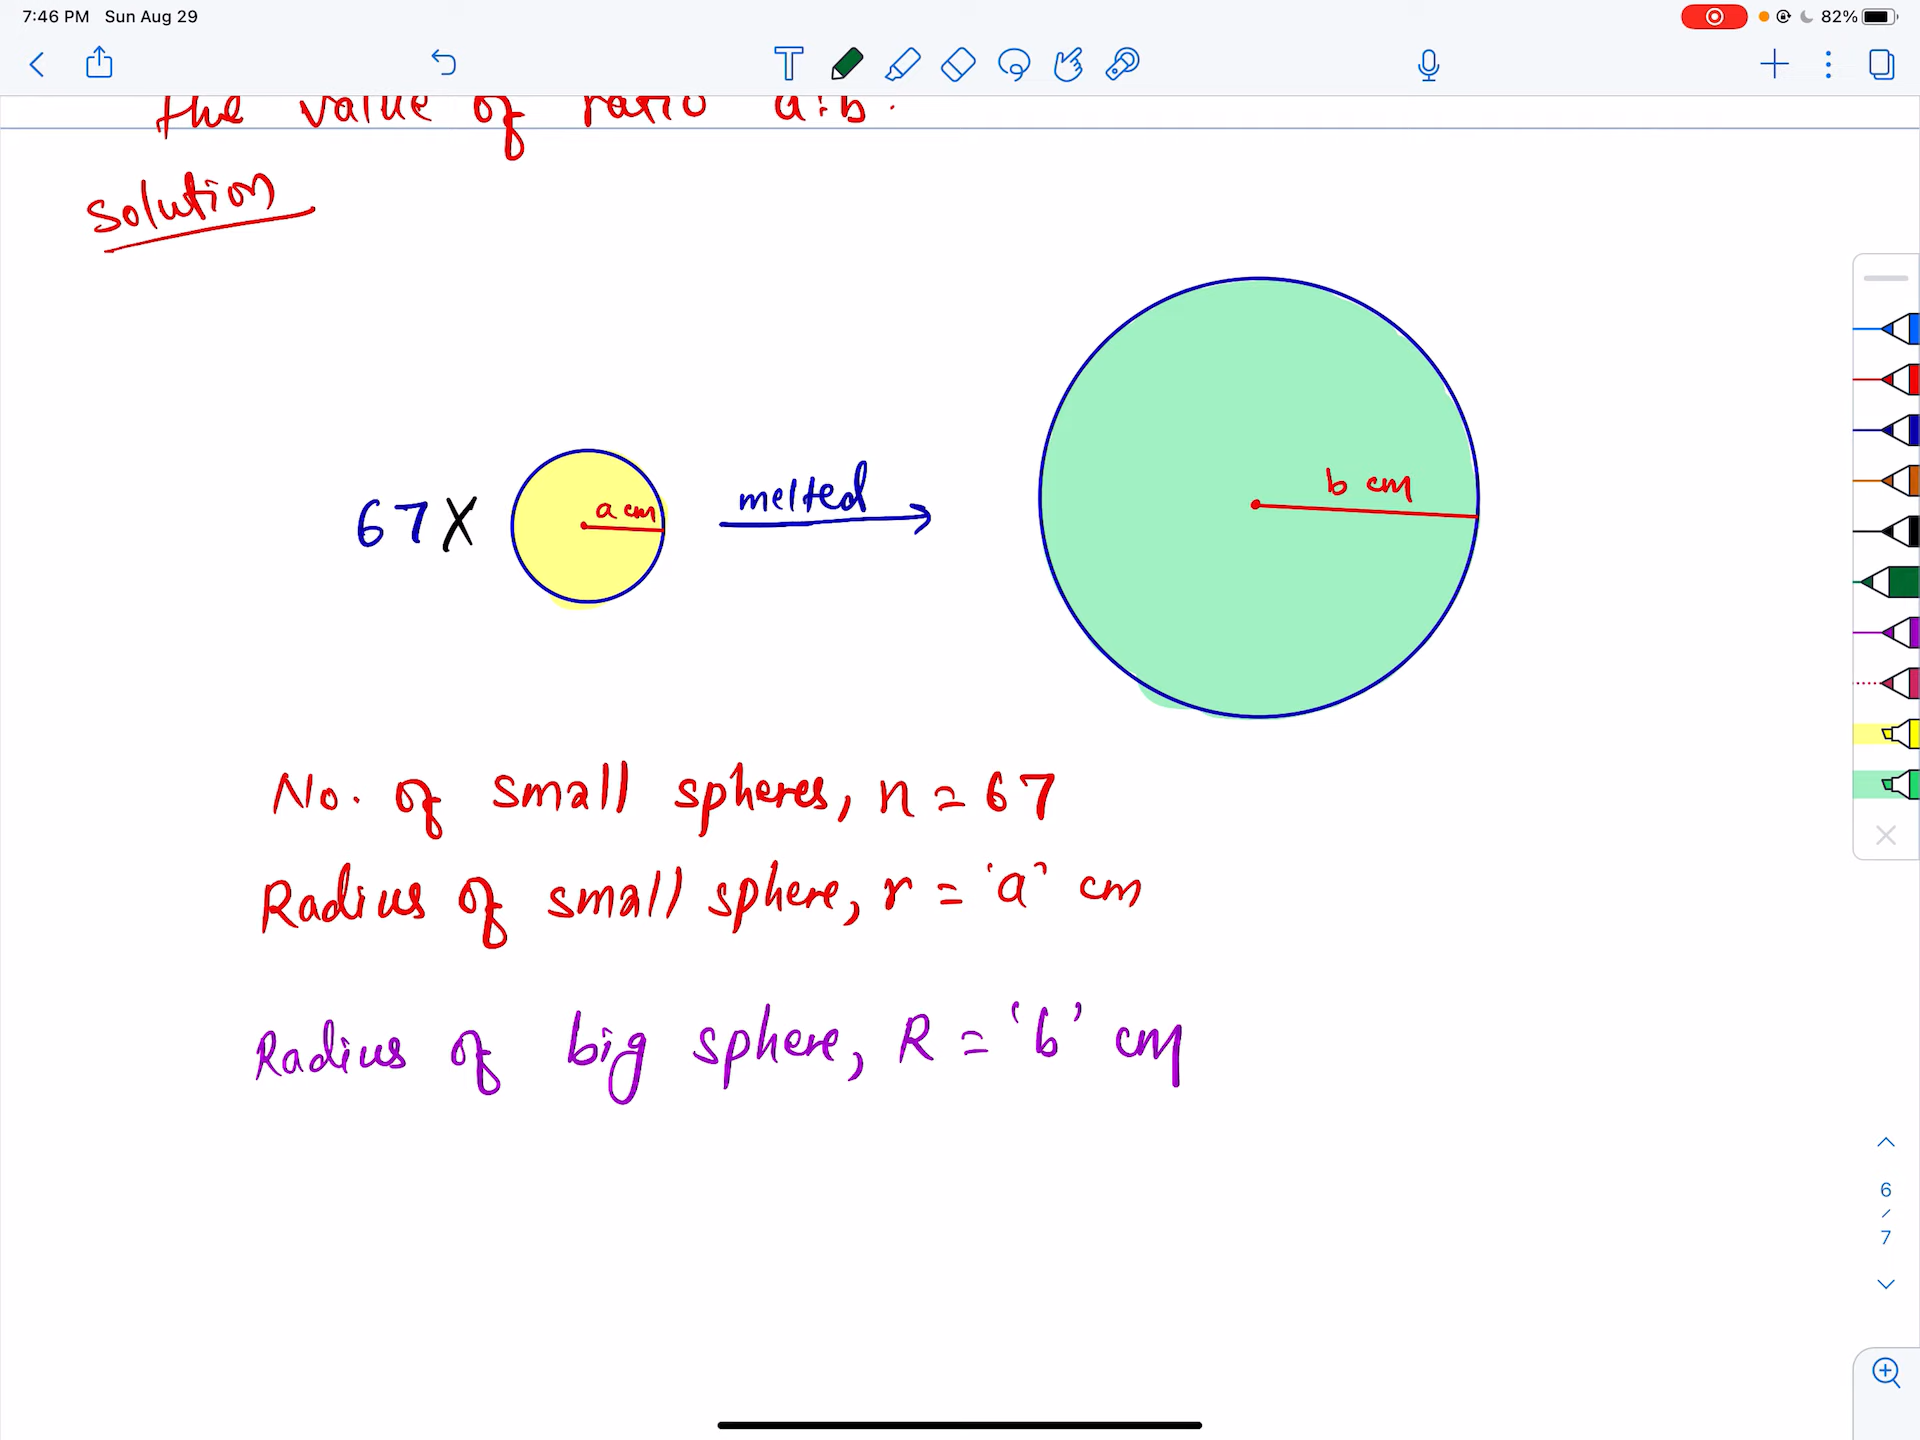 7:46 PM Sun Aug 29
82%
T
the value of ratio a:b.
Solution
67 X
a cm
melted
b cm
No. of small spheres, n = 67
Radius of small sphere, r = 'a' cm
Radius of big sphere, R = 'b' cm
6
/
7